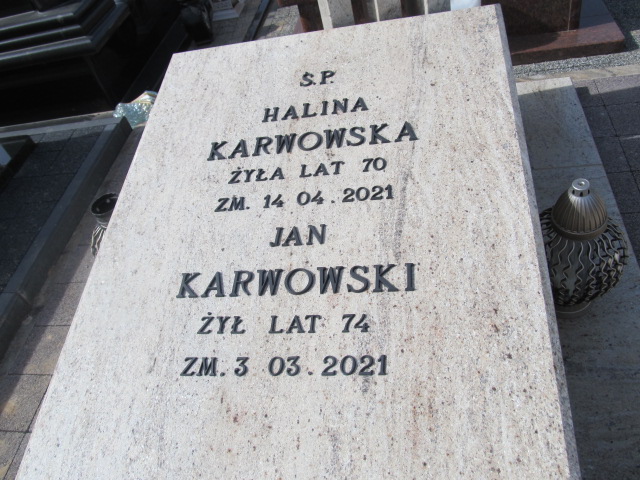 Ś.P.
HALINA
KARWOWSKA
ŻYŁA LAT 70
ZM. 14 04. 2021
JAN
KARWOWSKI
ŻYŁ LAT 74
ZM. 3 03. 2021